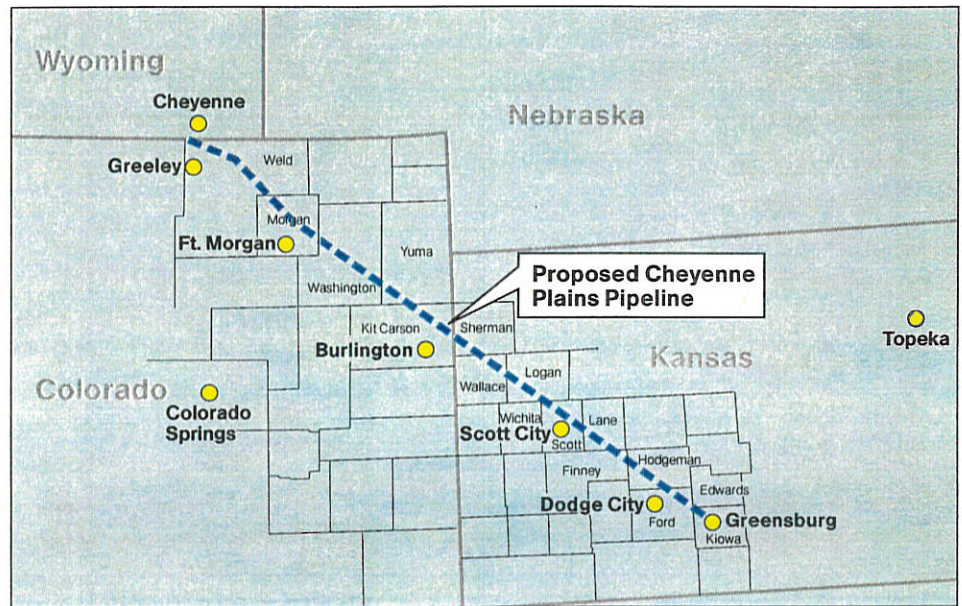 Wyoming
Cheyenne
Nebraska
Greeley
Weld
Morgan
Ft. Morgan
Yuma
Washington
Proposed Cheyenne
Plains Pipeline
Kit Carson
Sherman
Burlington
Topeka
Kansas
Logan
Wallace
Colorado
Colorado
Springs
Wichita
Lane
Scott City
Scott
Finney
Hodgeman
Edwards
Dodge City
Ford
Greensburg
Kiowa